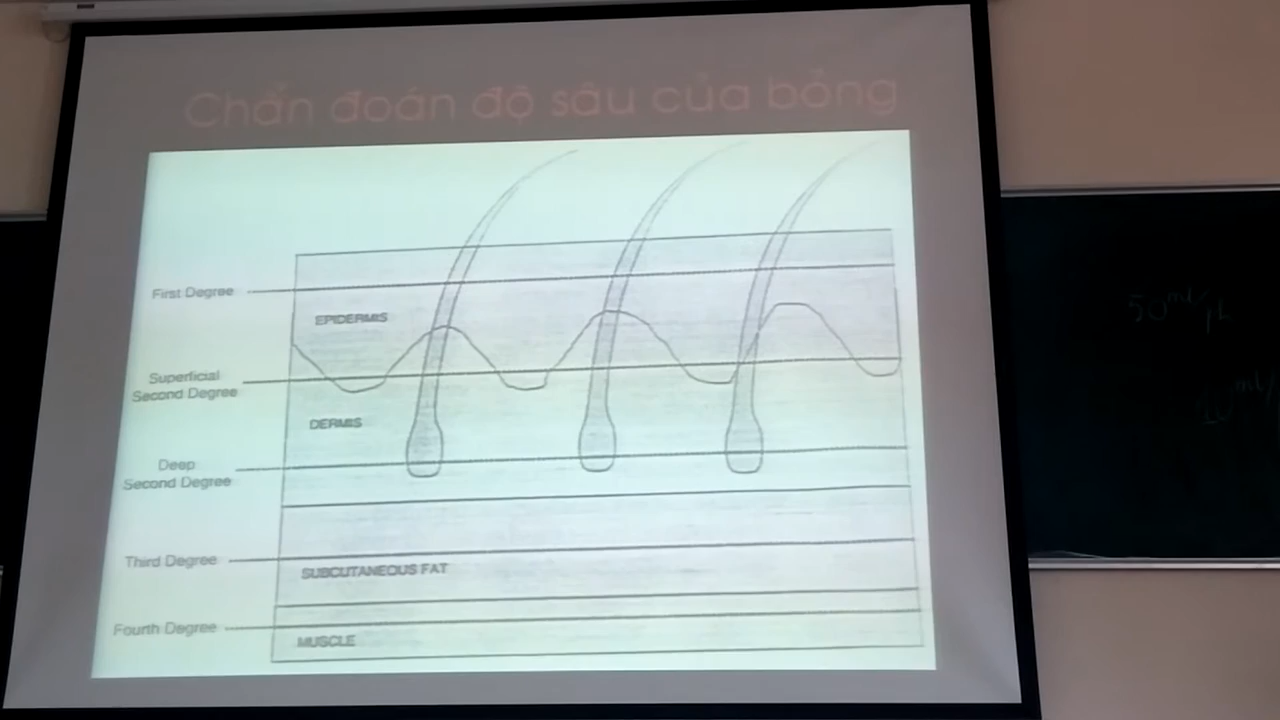 Chẩn đoán độ sâu của bỏng
First Degree
EPIDERMIS
Superficial
Second Degree
DERMIS
Deep
Second Degree
Third Degree
SUBCUTANEOUS FAT
Fourth Degree
MUSCLE
50ml/